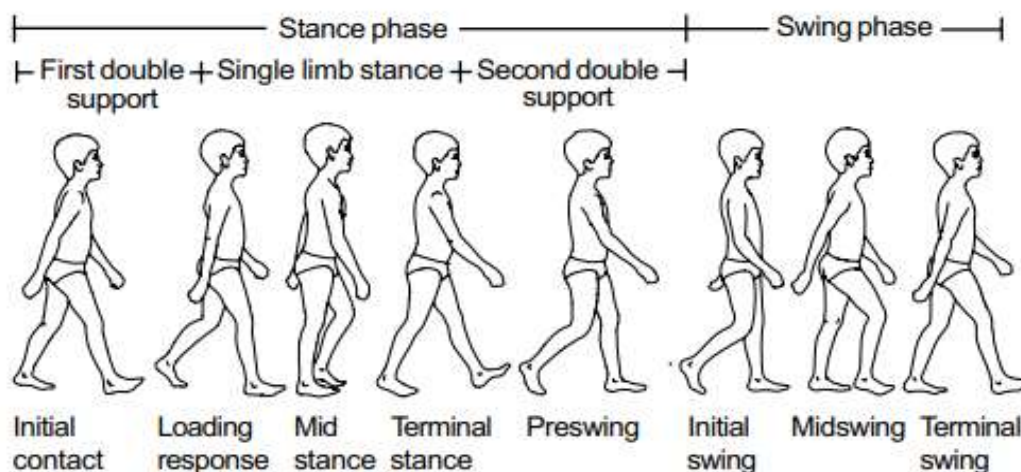 Stance phase
Swing phase
First double support
Single limb stance
Second double support
Initial contact
Loading response
Mid stance
Terminal stance
Preswing
Initial swing
Midswing
Terminal swing